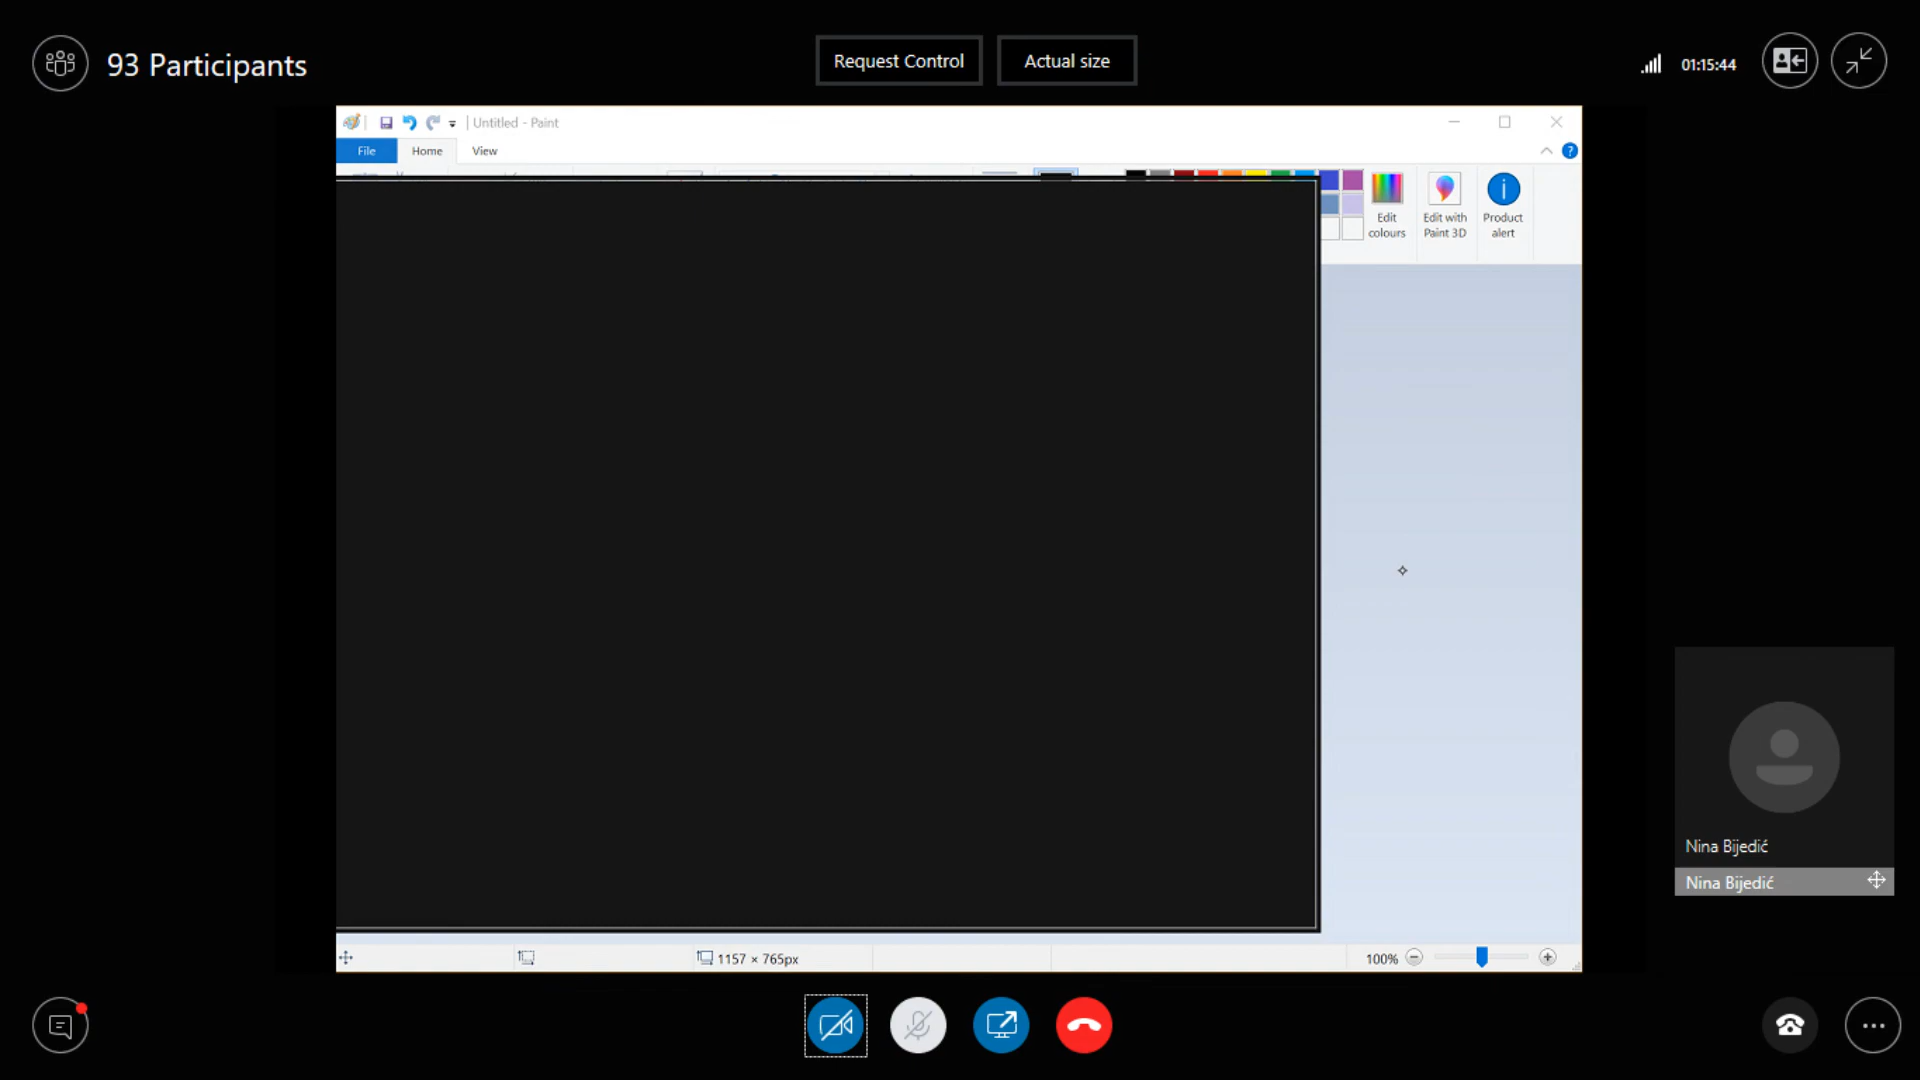 93 Participants
Request Control
Actual size
01:15:44
Untitled - Paint
File
Home
View
Edit colours
Edit with Paint 3D
Product alert
Nina Bijedić
Nina Bijedić
1157 × 765px
100%